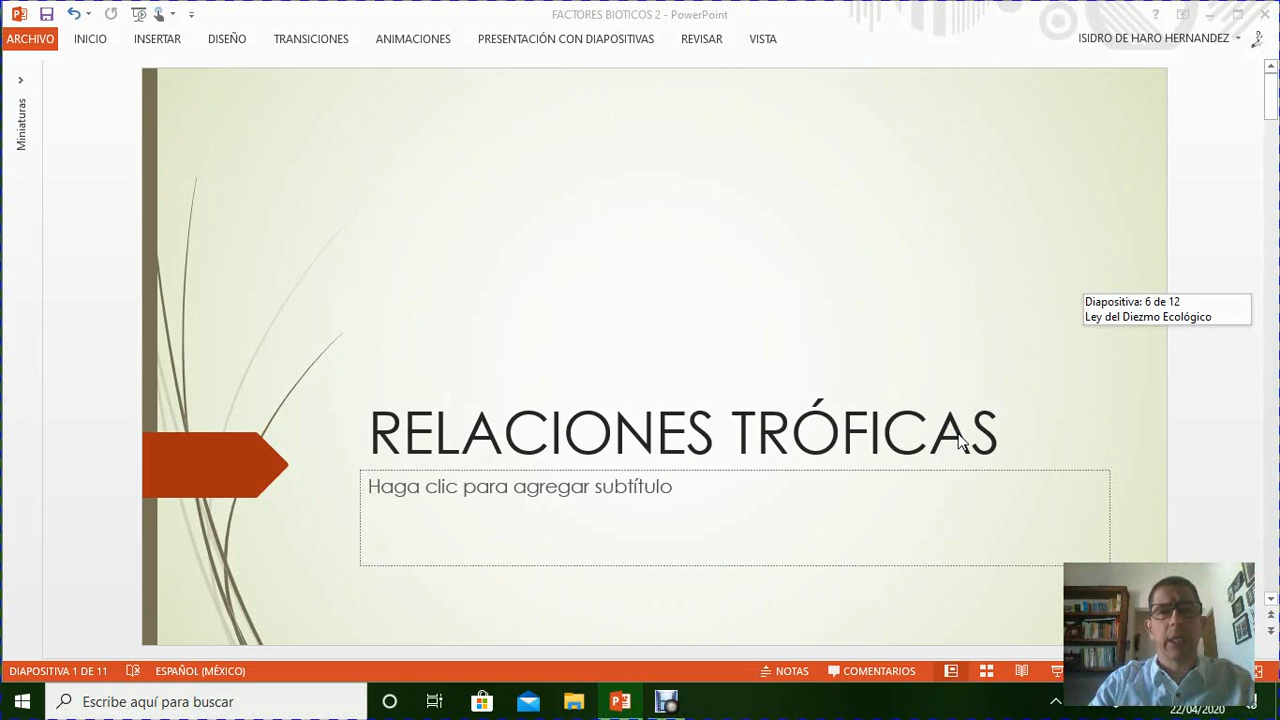 FACTORES BIOTICOS 2 - PowerPoint
?
ARCHIVO INICIO INSERTAR DISEÑO TRANSICIONES ANIMACIONES PRESENTACIÓN CON DIAPOSITIVAS REVISAR VISTA ISIDRO DE HARO HERNANDEZ
Miniaturas
Diapositiva: 6 de 12
Ley del Diezmo Ecológico
RELACIONES TRÓFICAS
Haga clic para agregar subtítulo
DIAPOSITIVA 1 DE 11 ESPAÑOL (MÉXICO) NOTAS COMENTARIOS
Escribe aquí para buscar
22/04/2020